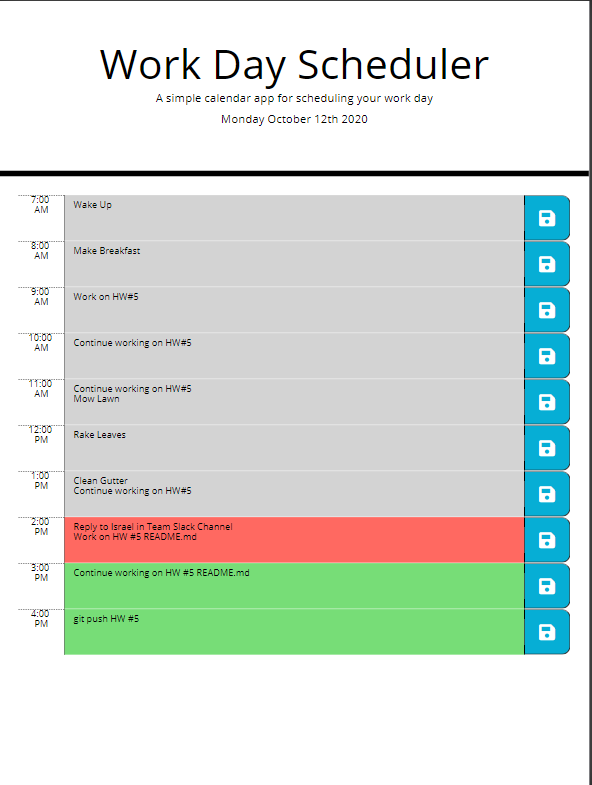 Work Day Scheduler
A simple calendar app for scheduling your work day
Monday October 12th 2020
7:00
AM
Wake Up
8:00
AM
Make Breakfast
9:00
AM
Work on HW#5
10:00
AM
Continue working on HW#5
11:00
AM
Continue working on HW#5
Mow Lawn
12:00
PM
Rake Leaves
1:00
PM
Clean Gutter
Continue working on HW#5
2:00
PM
Reply to Israel in Team Slack Channel
Work on HW #5 README.md
3:00
PM
Continue working on HW #5 README.md
4:00
PM
git push HW #5